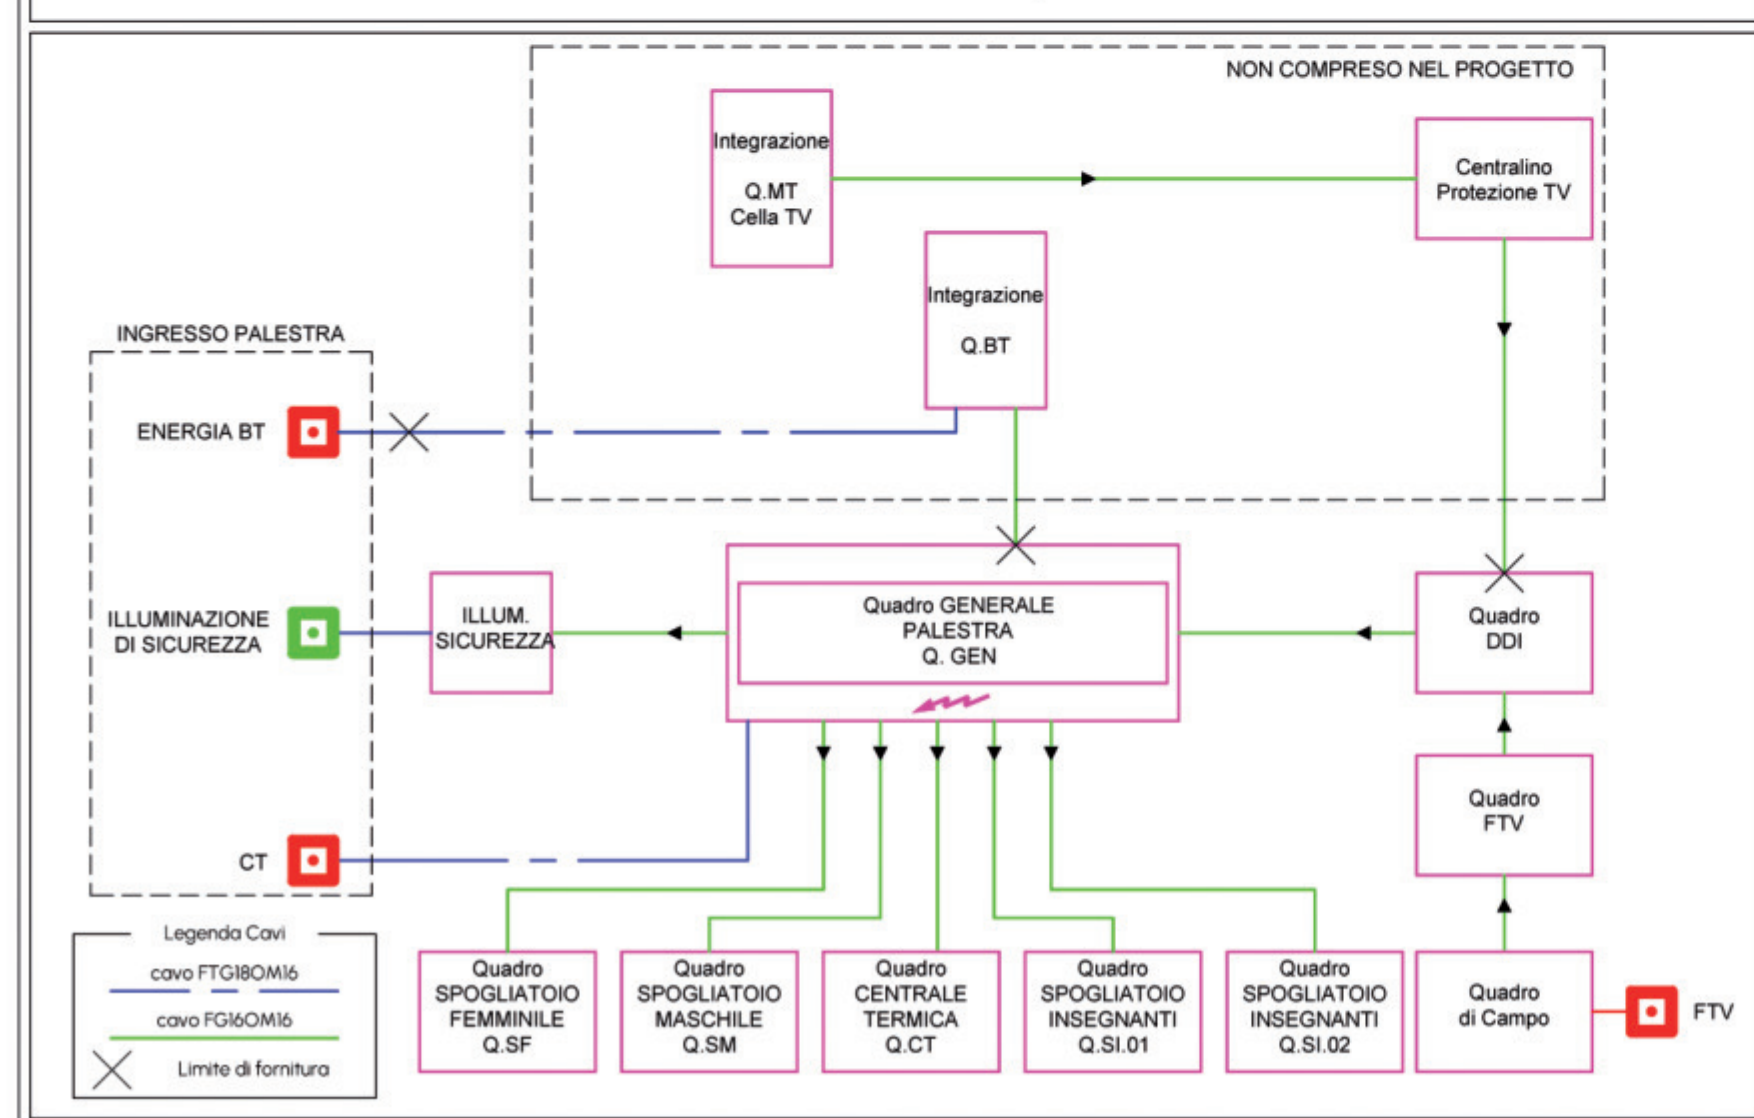 NON COMPRESO NEL PROGETTO
Integrazione
Q.MT
Cella TV
Centralino
Protezione TV
Integrazione
Q.BT
INGRESSO PALESTRA
ENERGIA BT
ILLUMINAZIONE
DI SICUREZZA
ILLUM.
SICUREZZA
Quadro GENERALE
PALESTRA
Q. GEN
Quadro
DDI
Quadro
FTV
CT
Legenda Cavi
cavo FTG18OM16
cavo FG16OM16
Limite di fornitura
Quadro
SPOGLIATOIO
FEMMINILE
Q.SF
Quadro
SPOGLIATOIO
MASCHILE
Q.SM
Quadro
CENTRALE
TERMICA
Q.CT
Quadro
SPOGLIATOIO
INSEGNANTI
Q.SI.01
Quadro
SPOGLIATOIO
INSEGNANTI
Q.SI.02
Quadro
di Campo
FTV